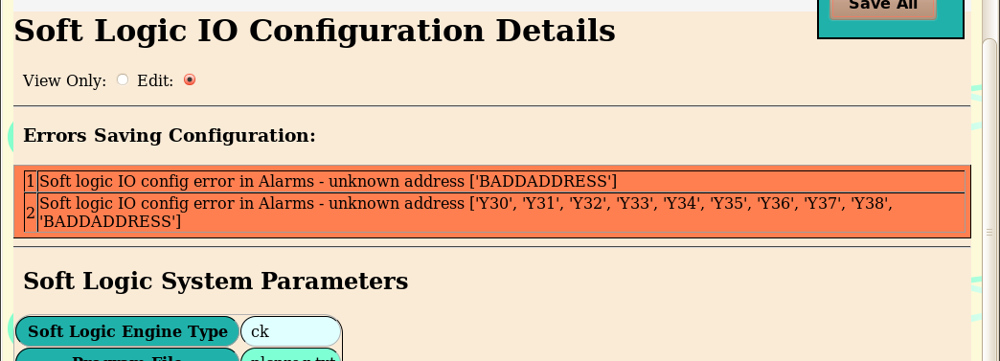 Save All
Soft Logic IO Configuration Details
View Only: Edit:
Errors Saving Configuration:
1 Soft logic IO config error in Alarms - unknown address ['BADDADDRESS']
2 Soft logic IO config error in Alarms - unknown address ['Y30', 'Y31', 'Y32', 'Y33', 'Y34', 'Y35', 'Y36', 'Y37', 'Y38',
'BADDADDRESS']
Soft Logic System Parameters
Soft Logic Engine Type ck
Program File